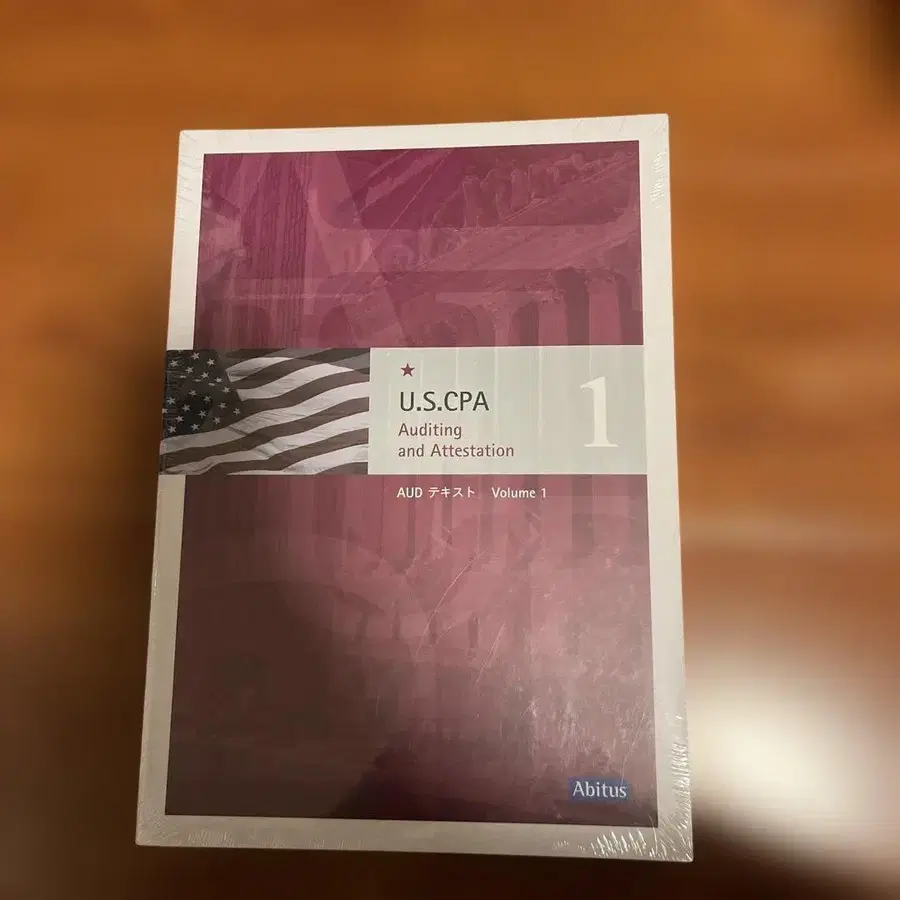 U.S.CPA
Auditing
and Attestation
1
AUD テキスト Volume 1
Abitus